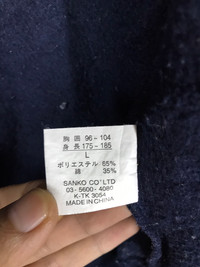 胸囲 96-104
身長 175-185
L
ポリエステル 65%
綿 35%
SANKO CO'LTD
03-5600-4080
K-TK 3054
MADE IN CHINA